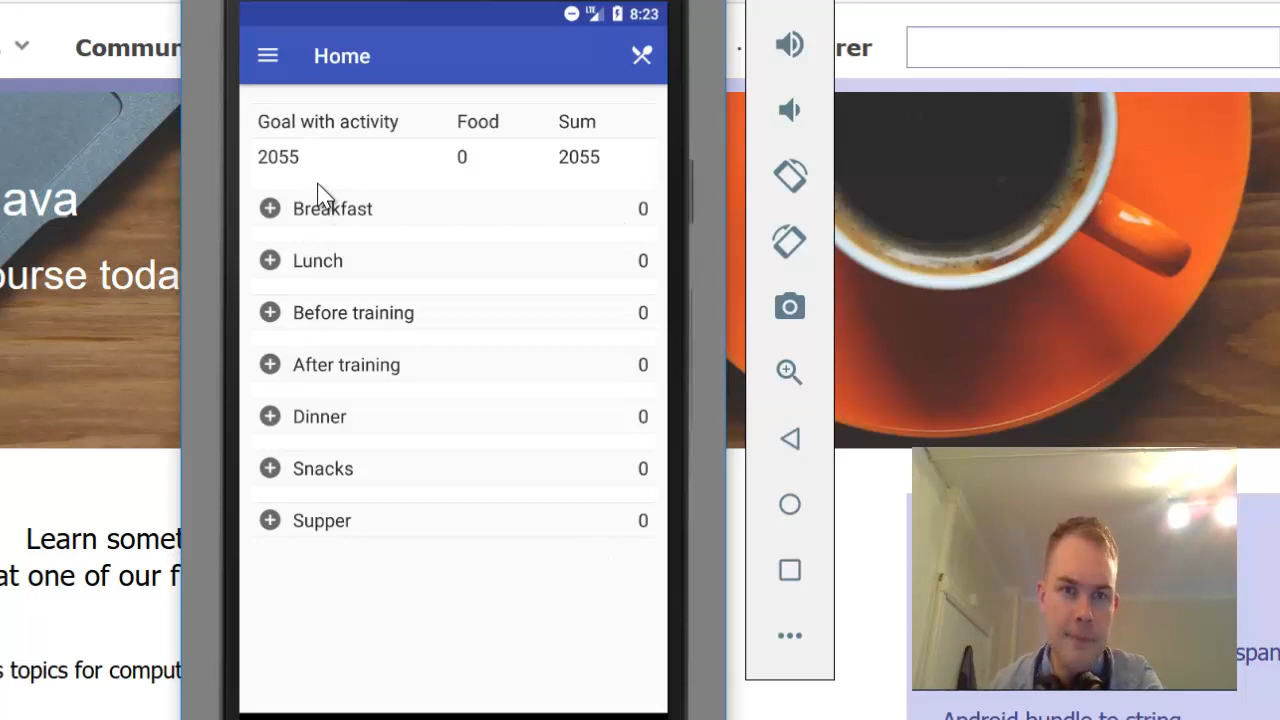 LTE 8:23
Commun
rer
Home
Goal with activity Food Sum
2055 0 2055
ava
Breakfast 0
ourse toda
Lunch 0
Before training 0
After training 0
Dinner 0
Snacks 0
Supper 0
Learn somet
at one of our f
s topics for comput
span
Android bundle to string